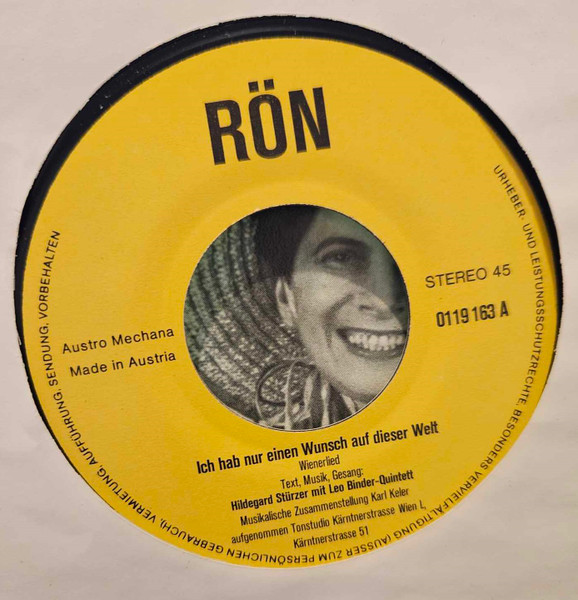 RÖN
URHEBER- UND LEISTUNGSSCHUTZRECHTE, BESONDERS VERVIELFÄLTIGUNG (AUSSER ZUM PERSÖNLICHEN GEBRAUCH), VERMIETUNG, AUFFÜHRUNG, SENDUNG, VORBEHALTEN
STEREO 45
0119 163 A
Austro Mechana
Made in Austria
Ich hab nur einen Wunsch auf dieser Welt
Wienerlied
Text, Musik, Gesang:
Hildegard Stürzer mit Leo Binder-Quintett
Musikalische Zusammenstellung Karl Keler
aufgenommen Tonstudio Kärntnerstrasse Wien I,
Kärntnerstrasse 51